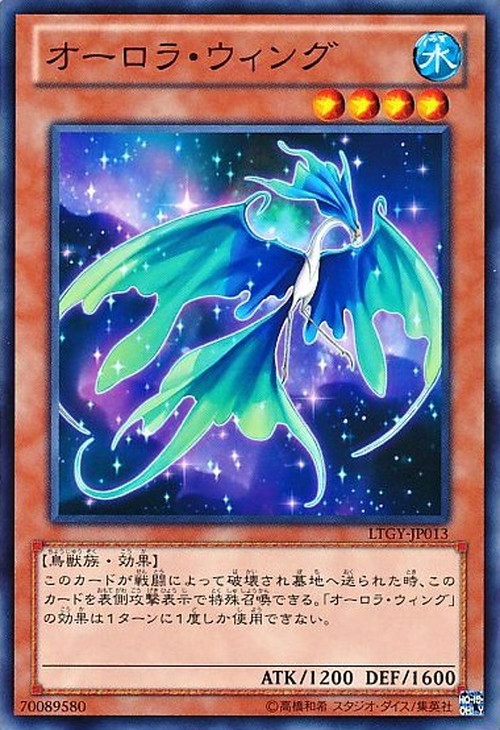 オーロラ・ウィング
水
LTGY-JP013
【鳥獣族・効果】
このカードが戦闘によって破壊され墓地へ送られた時、この
カードを表側攻撃表示で特殊召喚できる。「オーロラ・ウィング」
の効果は1ターンに1度しか使用できない。
ATK/1200 DEF/1600
70089580
©高橋和希 スタジオ・ダイス/集英社